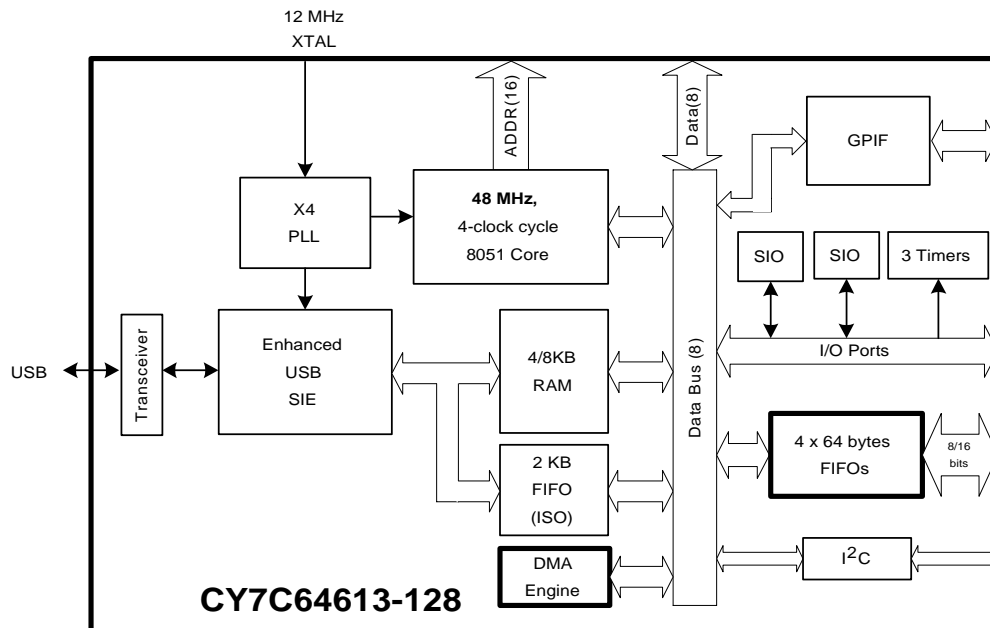 12 MHz
XTAL
ADDR(16)
Data(8)
GPIF
X4
PLL
48 MHz,
4-clock cycle
8051 Core
SIO
SIO
3 Timers
I/O Ports
USB
Transceiver
Enhanced
USB
SIE
4/8KB
RAM
Data Bus (8)
4 x 64 bytes
FIFOs
8/16
bits
2 KB
FIFO
(ISO)
DMA
Engine
I²C
CY7C64613-128